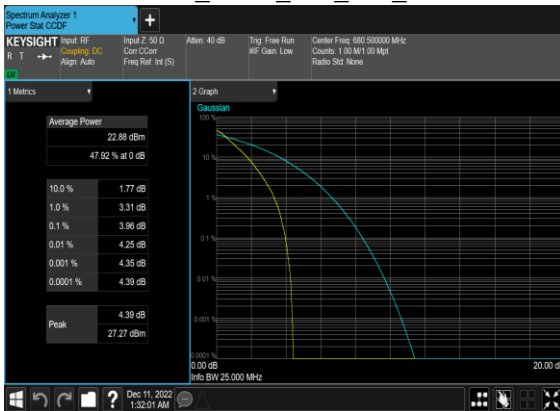 Spectrum Analyzer 1
Power Stat CCDF
KEYSIGHT
R T
Input: RF
Coupling: DC
Align: Auto
Input Z: 50 Ω
Corr CCorr
Freq Ref: Int (S)
Atten: 40 dB
Trig: Free Run
#IF Gain: Low
Center Freq: 680.500000 MHz
Counts: 1.00 M/1.00 Mpt
Radio Std: None
1 Metrics
Average Power
22.88 dBm
47.92 % at 0 dB
10.0 % 1.77 dB
1.0 % 3.31 dB
0.1 % 3.96 dB
0.01 % 4.25 dB
0.001 % 4.35 dB
0.0001 % 4.39 dB
Peak 4.39 dB
27.27 dBm
2 Graph
Gaussian
100 %
10 %
1 %
0.1 %
0.01 %
0.001 %
0.0001 %
0.00 dB
20.00 d
Info BW 25.000 MHz
?
Dec 11, 2022
1:32:01 AM